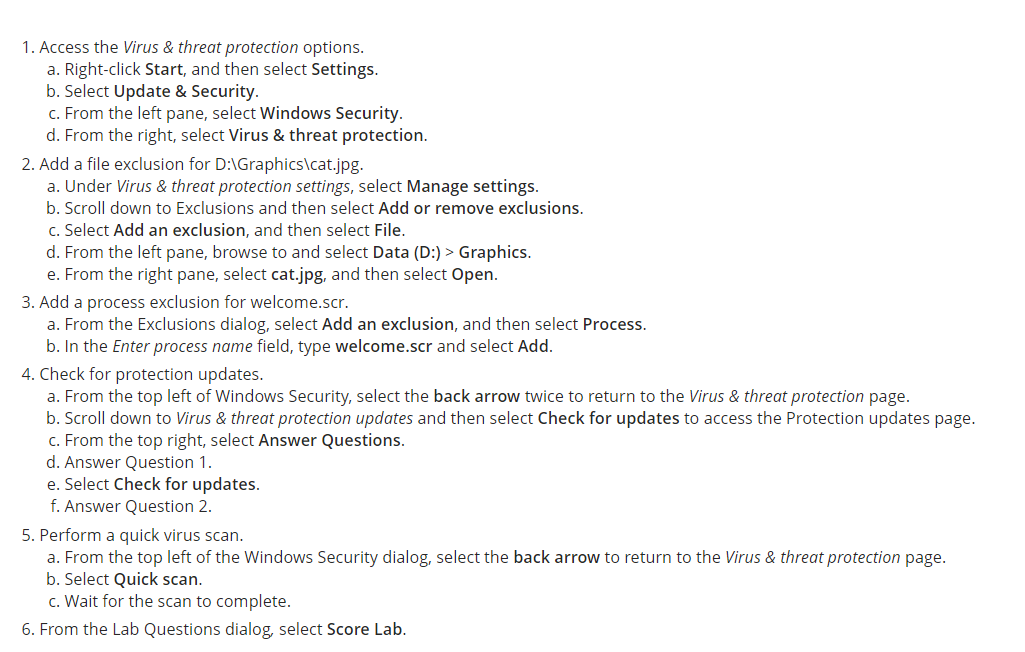 1. Access the Virus & threat protection options.
a. Right-click Start, and then select Settings.
b. Select Update & Security.
c. From the left pane, select Windows Security.
d. From the right, select Virus & threat protection.
2. Add a file exclusion for D:\Graphics\cat.jpg.
a. Under Virus & threat protection settings, select Manage settings.
b. Scroll down to Exclusions and then select Add or remove exclusions.
c. Select Add an exclusion, and then select File.
d. From the left pane, browse to and select Data (D:) > Graphics.
e. From the right pane, select cat.jpg, and then select Open.
3. Add a process exclusion for welcome.scr.
a. From the Exclusions dialog, select Add an exclusion, and then select Process.
b. In the Enter process name field, type welcome.scr and select Add.
4. Check for protection updates.
a. From the top left of Windows Security, select the back arrow twice to return to the Virus & threat protection page.
b. Scroll down to Virus & threat protection updates and then select Check for updates to access the Protection updates page.
c. From the top right, select Answer Questions.
d. Answer Question 1.
e. Select Check for updates.
f. Answer Question 2.
5. Perform a quick virus scan.
a. From the top left of the Windows Security dialog, select the back arrow to return to the Virus & threat protection page.
b. Select Quick scan.
c. Wait for the scan to complete.
6. From the Lab Questions dialog, select Score Lab.